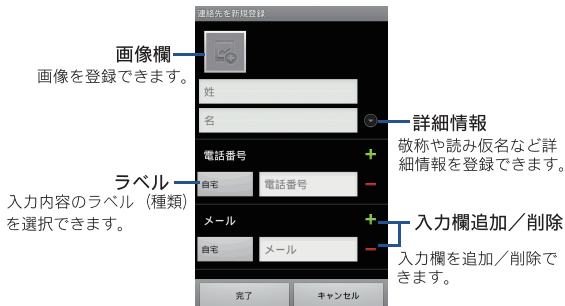 連絡先を新規登録
画像欄
画像を登録できます。
姓
名
詳細情報
敬称や読み仮名など詳
細情報を登録できます。
電話番号
ラベル
入力内容のラベル（種類）
を選択できます。
自宅
電話番号
メール
入力欄追加／削除
入力欄を追加／削除で
きます。
自宅
メール
完了
キャンセル